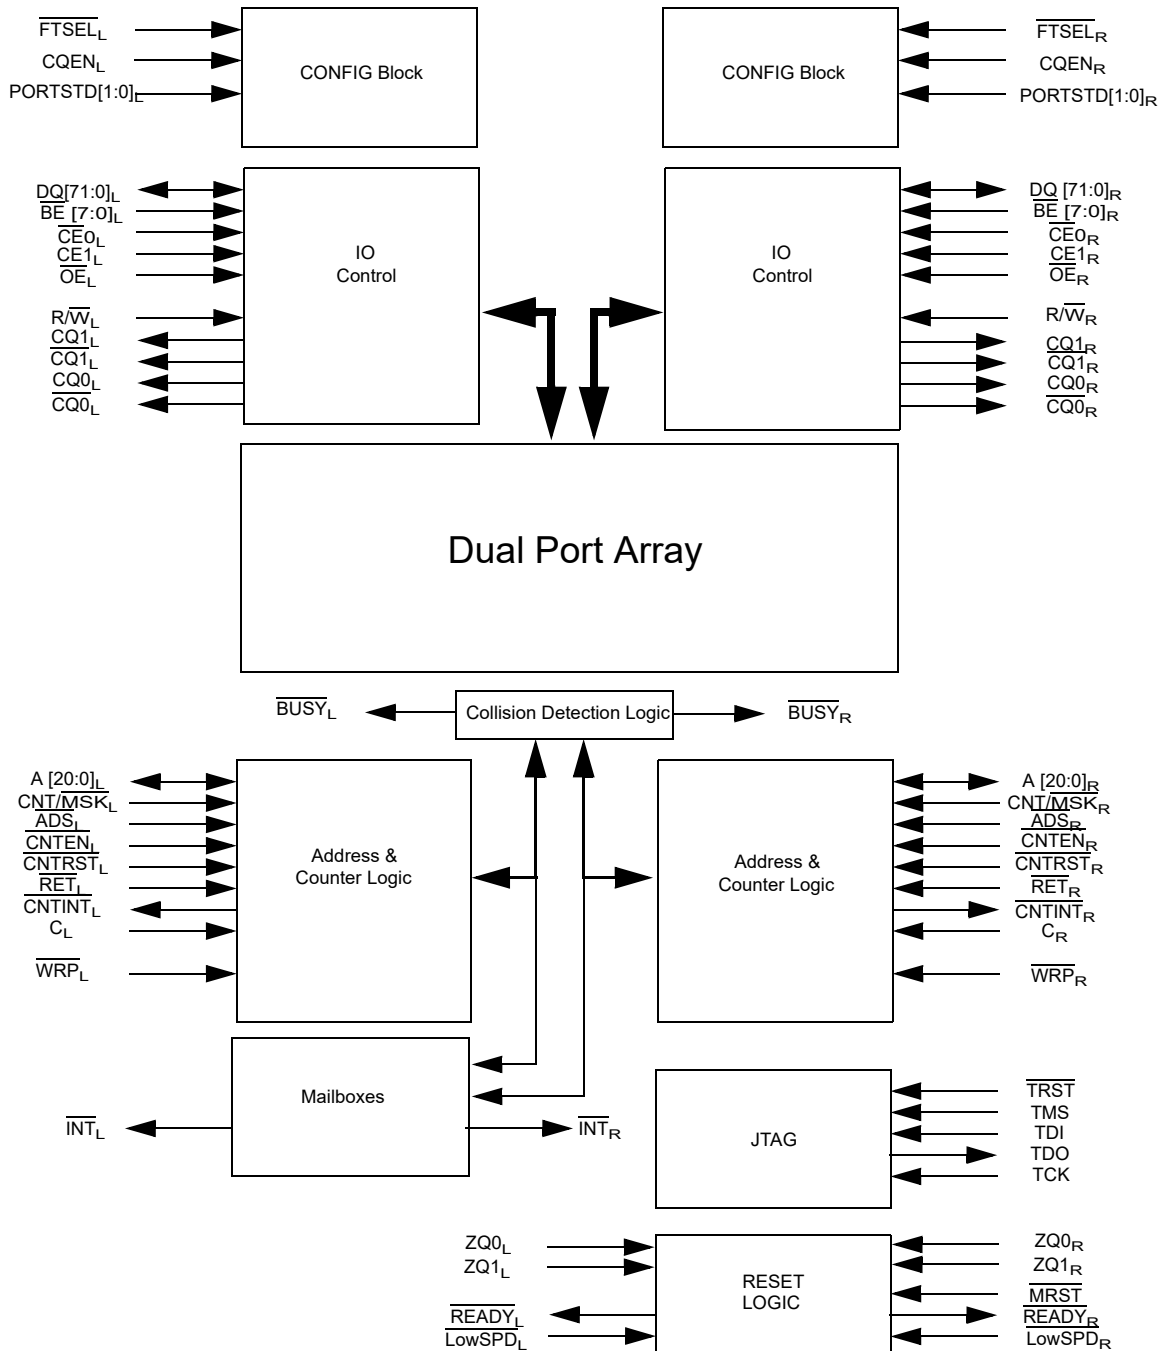 FTSEL_L
CQEN_L
PORTSTD[1:0]_L
CONFIG Block
CONFIG Block
FTSEL_R
CQEN_R
PORTSTD[1:0]_R
DQ[71:0]_L
BE [7:0]_L
CE0_L
CE1_L
OE_L
R/W_L
CQ1_L
CQ1_L
CQ0_L
CQ0_L
IO
Control
IO
Control
DQ [71:0]_R
BE [7:0]_R
CE0_R
CE1_R
OE_R
R/W_R
CQ1_R
CQ1_R
CQ0_R
CQ0_R
Dual Port Array
BUSY_L
Collision Detection Logic
BUSY_R
A [20:0]_L
CNT/MSK_L
ADS_L
CNTEN_L
CNTRST_L
RET_L
CNTINT_L
C_L
WRP_L
Address &
Counter Logic
Address &
Counter Logic
A [20:0]_R
CNT/MSK_R
ADS_R
CNTEN_R
CNTRST_R
RET_R
CNTINT_R
C_R
WRP_R
INT_L
Mailboxes
INT_R
JTAG
TRST
TMS
TDI
TDO
TCK
ZQ0_L
ZQ1_L
READY_L
LowSPD_L
RESET
LOGIC
ZQ0_R
ZQ1_R
MRST
READY_R
LowSPD_R